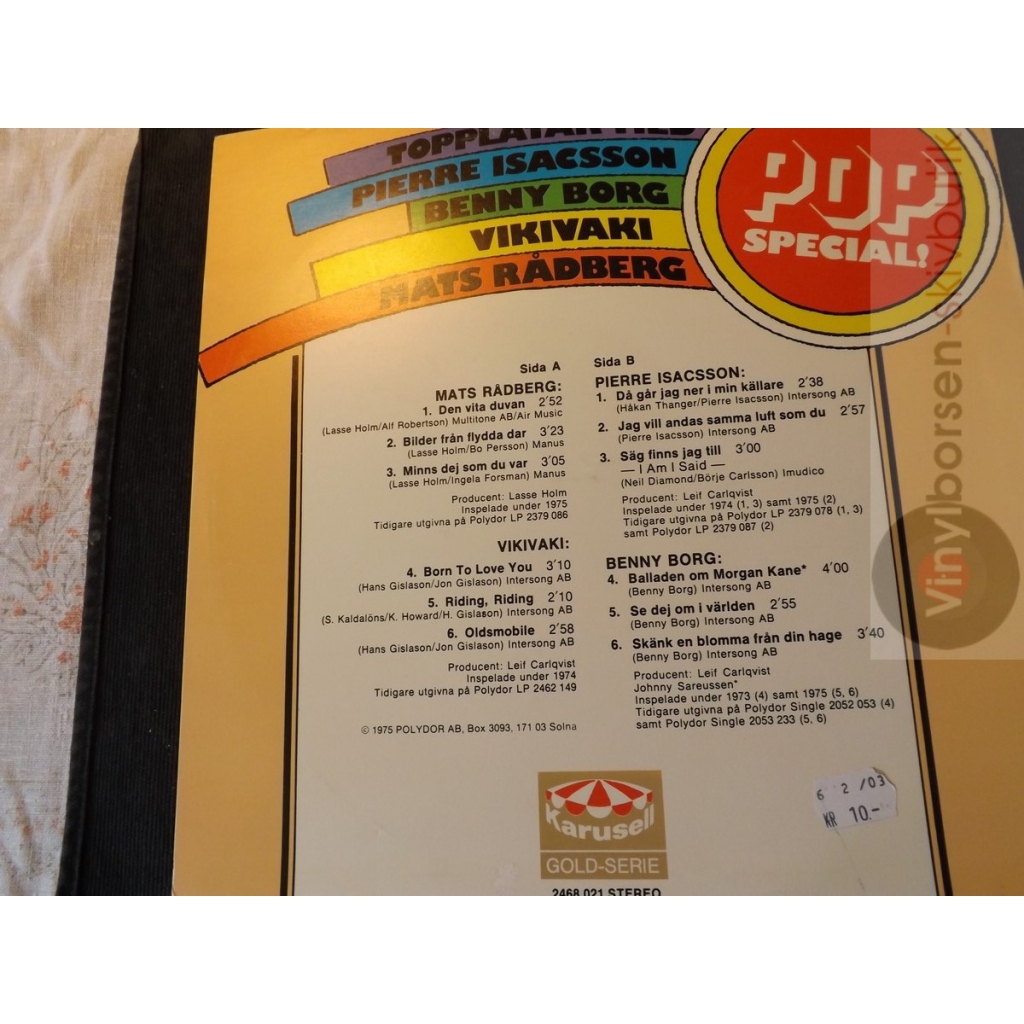 TOPPLÅTAR MED
PIERRE ISACSSON
BENNY BORG
VIKIVAKI
MATS RÅDBERG
POP
SPECIAL!
Sida A
MATS RÅDBERG:
1. Den vita duvan 2'52
(Lasse Holm/Alf Robertson) Multitone AB/Air Music
2. Bilder från flydda dar 3'23
(Lasse Holm/Bo Persson) Manus
3. Minns dej som du var 3'05
(Lasse Holm/Ingela Forsman) Manus
Producent: Lasse Holm
Inspelade under 1975
Tidigare utgivna på Polydor LP 2379 086
VIKIVAKI:
4. Born To Love You 3'10
(Hans Gislason/Jon Gislason) Intersong AB
5. Riding, Riding 2'10
(S. Kaldalöns/K. Howard/H. Gislason) Intersong AB
6. Oldsmobile 2'58
(Hans Gislason/Jon Gislason) Intersong AB
Producent: Leif Carlqvist
Inspelade under 1974
Tidigare utgivna på Polydor LP 2462 149
© 1975 POLYDOR AB, Box 3093, 171 03 Solna
Sida B
PIERRE ISACSSON:
1. Då går jag ner i min källare 2'38
(Håkan Thanger/Pierre Isacsson) Intersong AB
2. Jag vill andas samma luft som du 2'57
(Pierre Isacsson) Intersong AB
3. Säg finns jag till 3'00
— I Am I Said —
(Neil Diamond/Börje Carlsson) Imudico
Producent: Leif Carlqvist
Inspelade under 1974 (1, 3) samt 1975 (2)
Tidigare utgivna på Polydor LP 2379 078 (1, 3)
samt Polydor LP 2379 087 (2)
BENNY BORG:
4. Balladen om Morgan Kane* 4'00
(Benny Borg) Intersong AB
5. Se dej om i världen 2'55
(Benny Borg) Intersong AB
6. Skänk en blomma från din hage 3'40
(Benny Borg) Intersong AB
Producent: Leif Carlqvist
Johnny Sareussen*
Inspelade under 1973 (4) samt 1975 (5, 6)
Tidigare utgivna på Polydor Single 2052 053 (4)
samt Polydor Single 2053 233 (5, 6)
Karusell
GOLD-SERIE
2468 021 STEREO
6 2 /03
KR 10.-
Vinylborsen-skivbutik
Vinyl